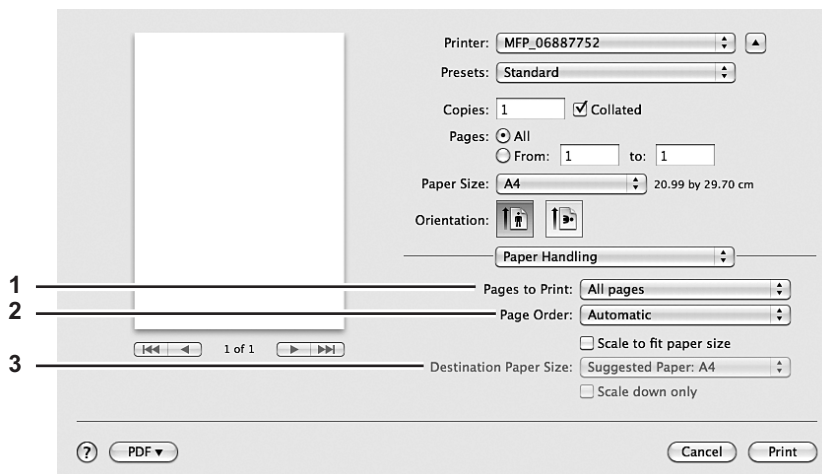 Printer: MFP_06887752
Presets: Standard
Copies: 1 Collated
Pages: All
From: 1 to: 1
Paper Size: A4 20.99 by 29.70 cm
Orientation:
Paper Handling
1 Pages to Print: All pages
2 Page Order: Automatic
Scale to fit paper size
1 of 1
3 Destination Paper Size: Suggested Paper: A4
Scale down only
? PDF Cancel Print